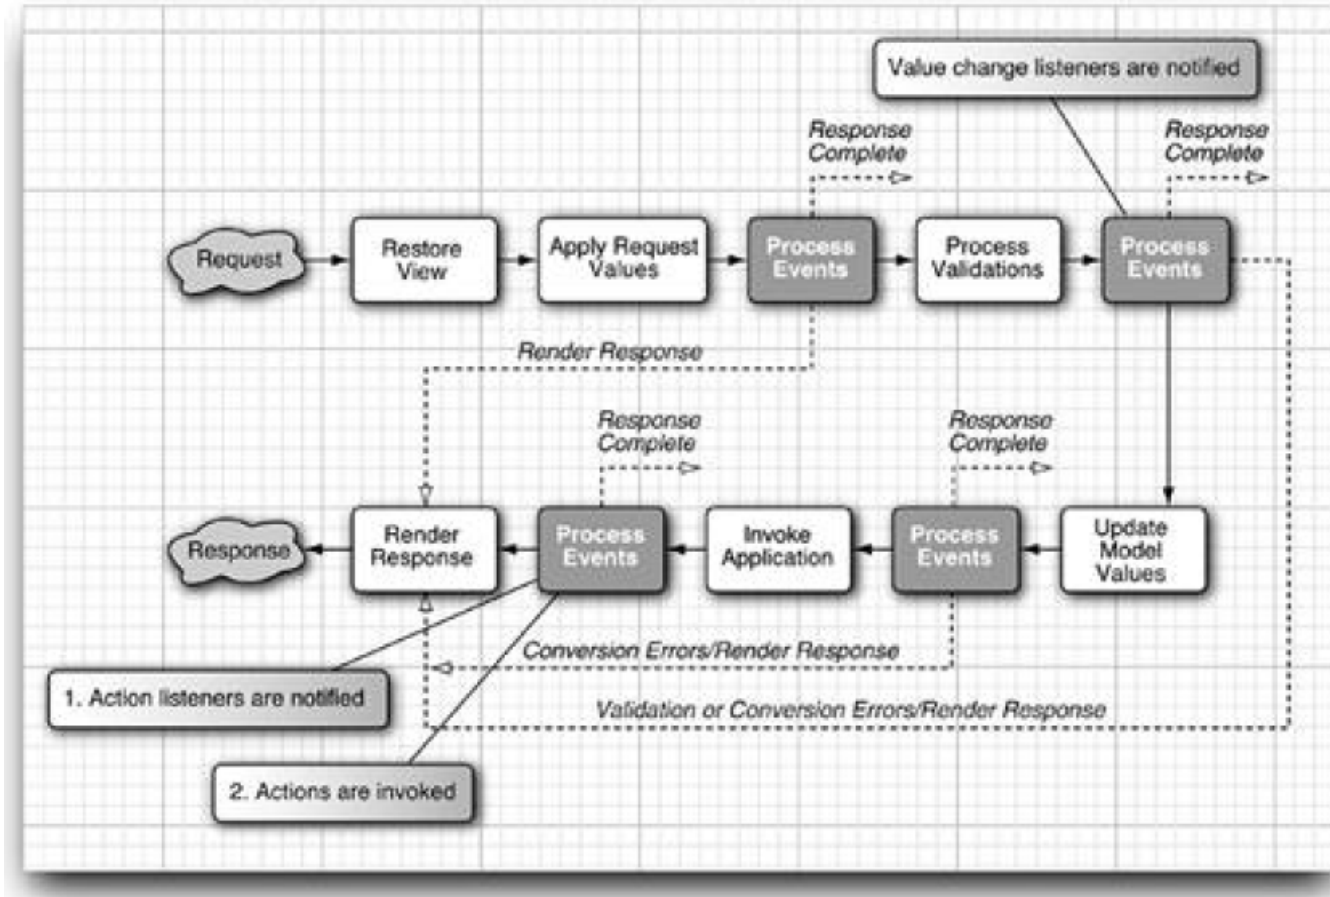 Value change listeners are notified
Response
Complete
Response
Complete
Request
Restore
View
Apply Request
Values
Process
Events
Process
Validations
Process
Events
Render Response
Response
Complete
Response
Complete
Response
Render
Response
Process
Events
Invoke
Application
Process
Events
Update
Model
Values
Conversion Errors/Render Response
1. Action listeners are notified
Validation or Conversion Errors/Render Response
2. Actions are invoked